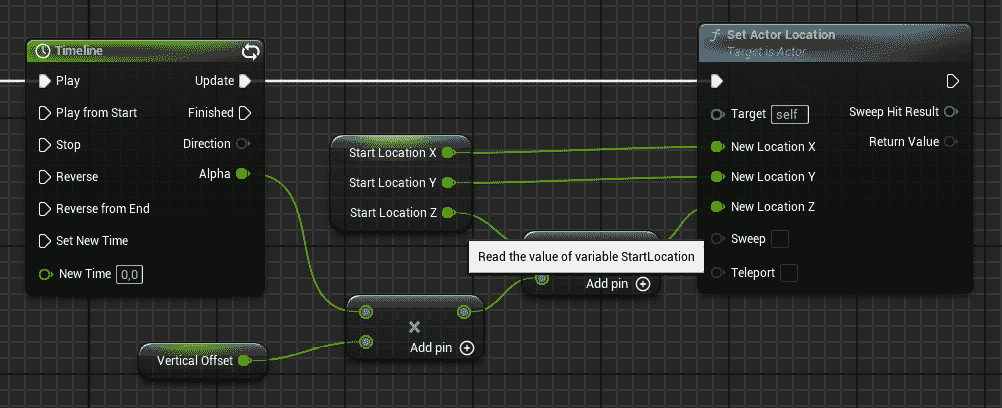 Timeline
Play
Update
Play from Start
Finished
Stop
Direction
Reverse
Alpha
Reverse from End
Set New Time
New Time 0,0
Start Location X
Start Location Y
Start Location Z
Read the value of variable StartLocation
Add pin
Vertical Offset
Add pin
f Set Actor Location
Target is Actor
Target self
Sweep Hit Result
New Location X
Return Value
New Location Y
New Location Z
Sweep
Teleport